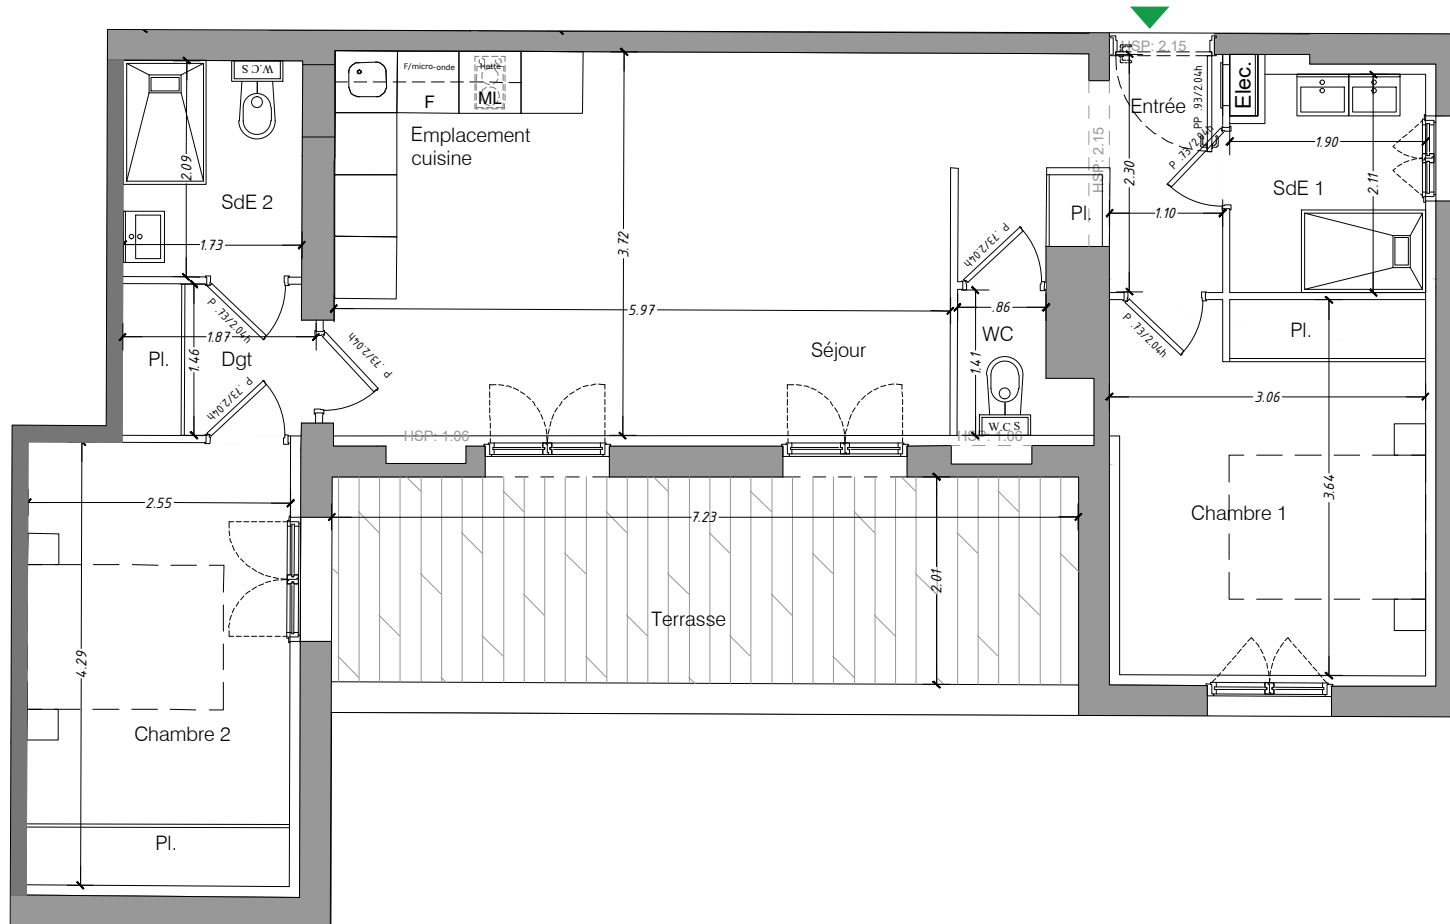 HSP: 2.15
W.C S
F/micro-onde
Hotte
F
ML
Emplacement
cuisine
Entrée
PP .93/2.04h
Elec.
P .73/2.04h
1.90
2.09
SdE 2
1.73
3.72
HSP: 2.15
2.30
Pl.
1.10
SdE 1
2.11
P .73/2.04h
P .73/2.04h
1.87
Pl.
1.46
Dgt
P .73/2.04h
P .73/2.04h
5.97
Séjour
.86
WC
1.41
W.C S
P .73/2.04h
Pl.
3.06
HSP: 1.06
HSP: 1.06
2.55
7.23
2.01
Terrasse
3.64
Chambre 1
4.29
Chambre 2
Pl.